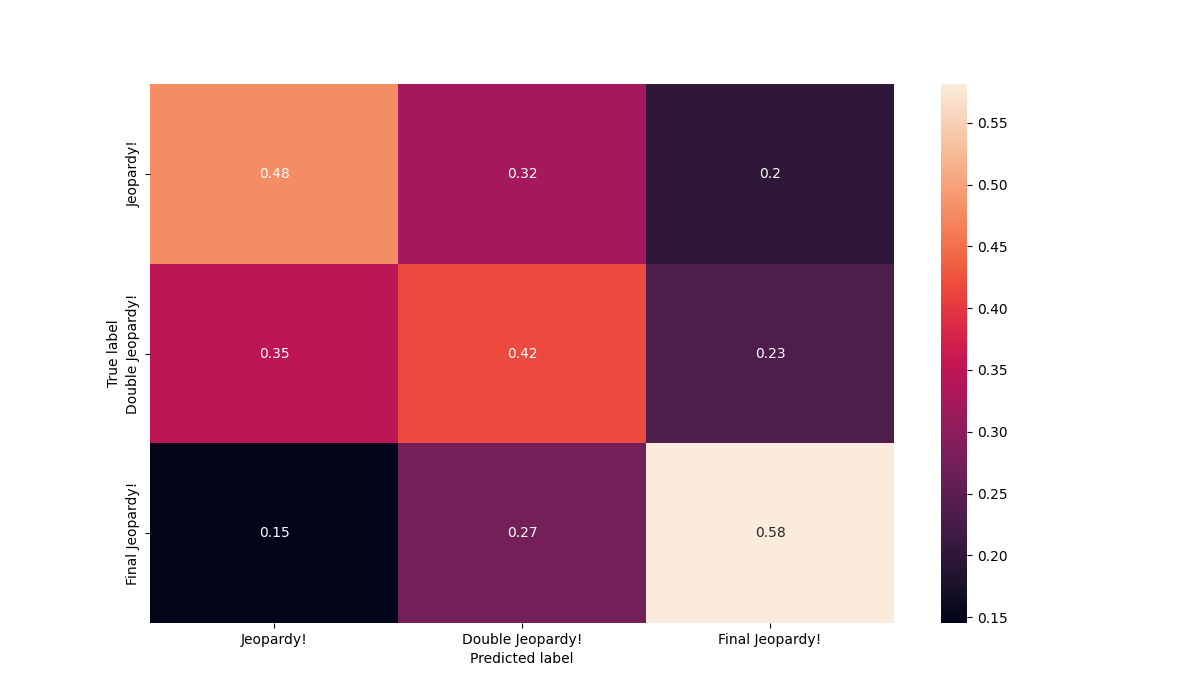 Jeopardy!
0.48
0.32
0.2
True label
Double Jeopardy!
0.35
0.42
0.23
Final Jeopardy!
0.15
0.27
0.58
Jeopardy!
Double Jeopardy!
Final Jeopardy!
Predicted label
0.55
0.50
0.45
0.40
0.35
0.30
0.25
0.20
0.15